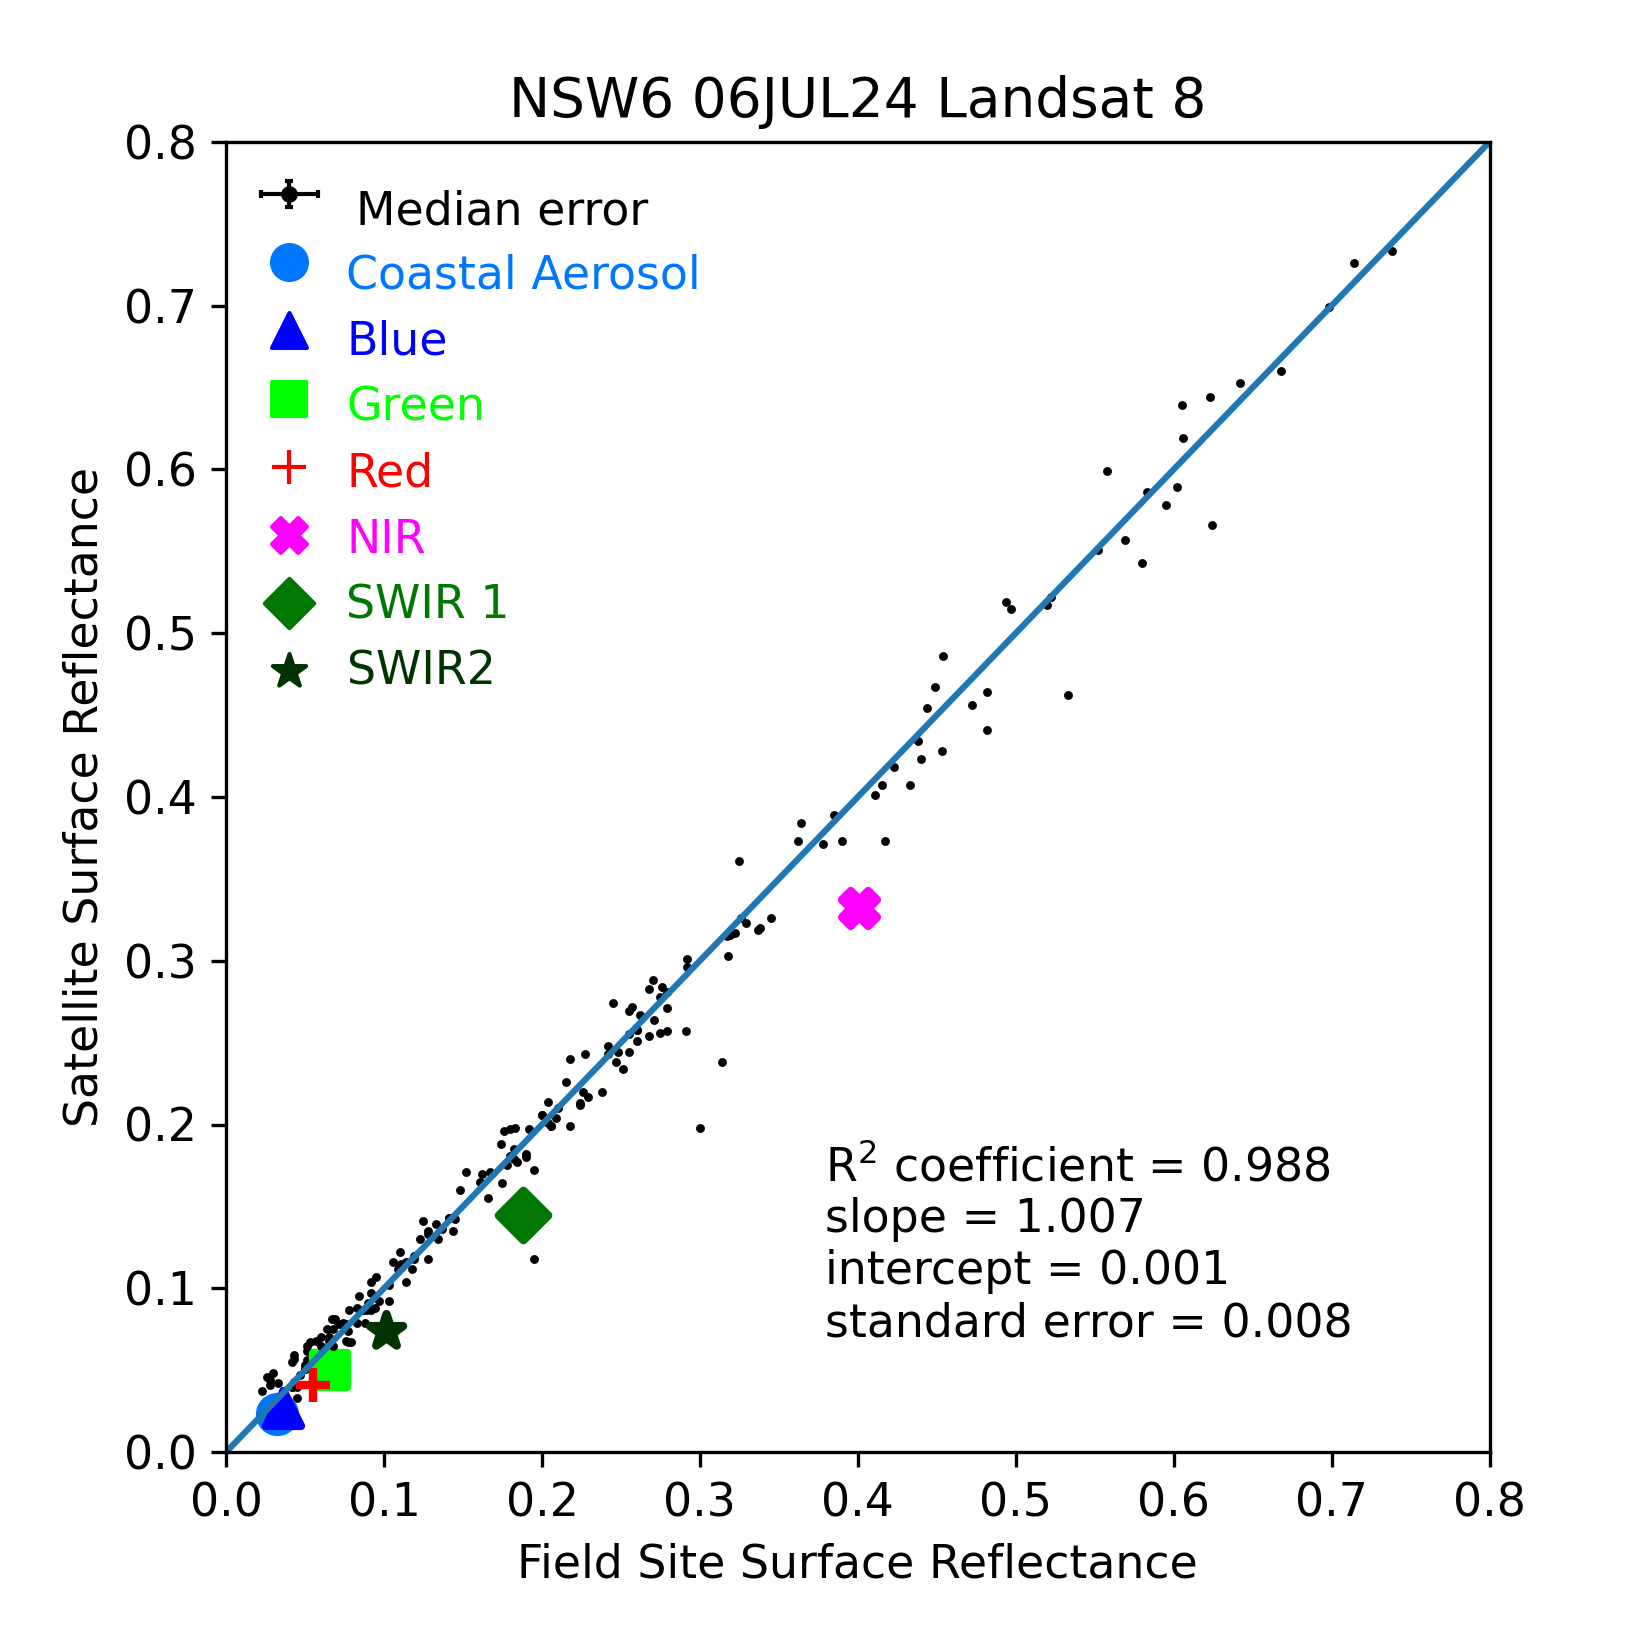 NSW6 06JUL24 Landsat 8
0.8
0.7
0.6
0.5
0.4
0.3
0.2
0.1
0.0
Satellite Surface Reflectance
Median error
Coastal Aerosol
Blue
Green
Red
NIR
SWIR 1
SWIR2
R² coefficient = 0.988
slope = 1.007
intercept = 0.001
standard error = 0.008
0.0 0.1 0.2 0.3 0.4 0.5 0.6 0.7 0.8
Field Site Surface Reflectance